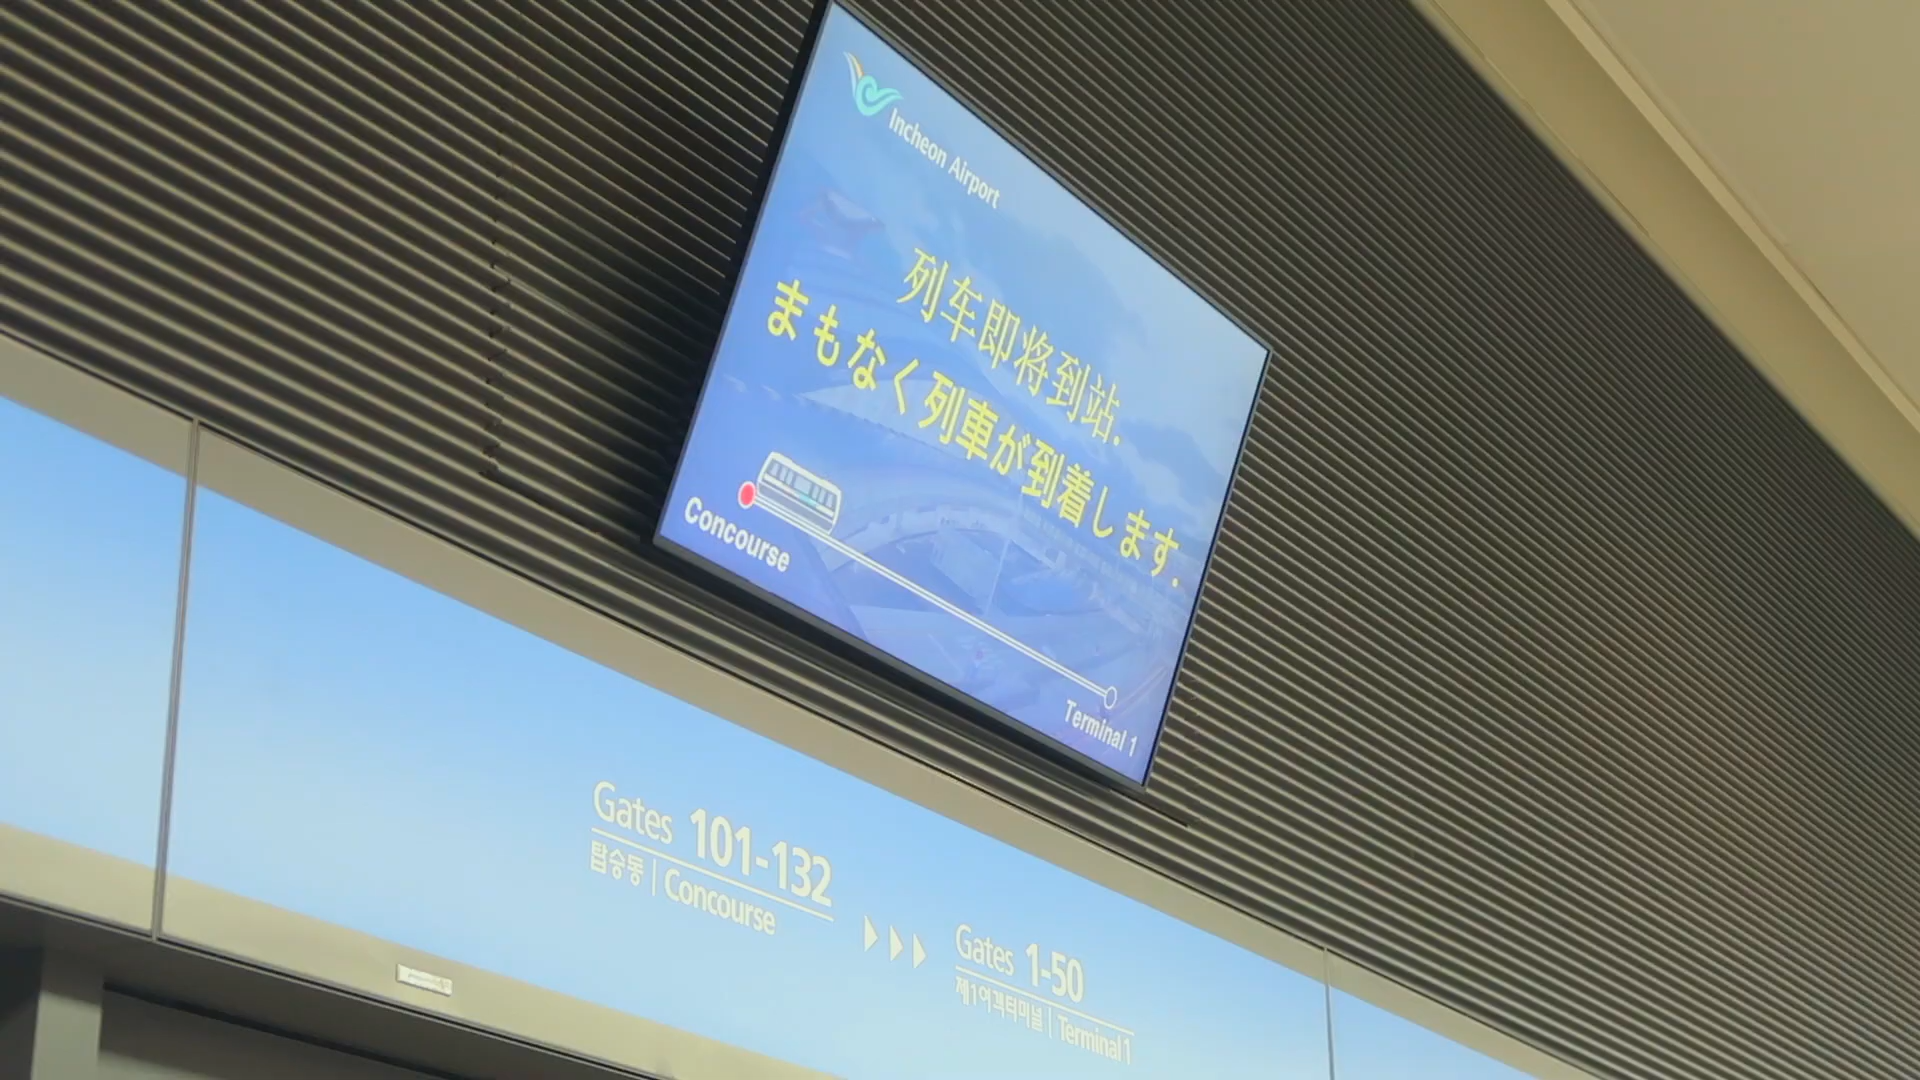 Incheon Airport
列车即将到站.
まもなく列車が到着します.
Concourse
Terminal 1
Gates 101-132
탑승동 | Concourse
Gates 1-50
제1여객터미널 | Terminal 1